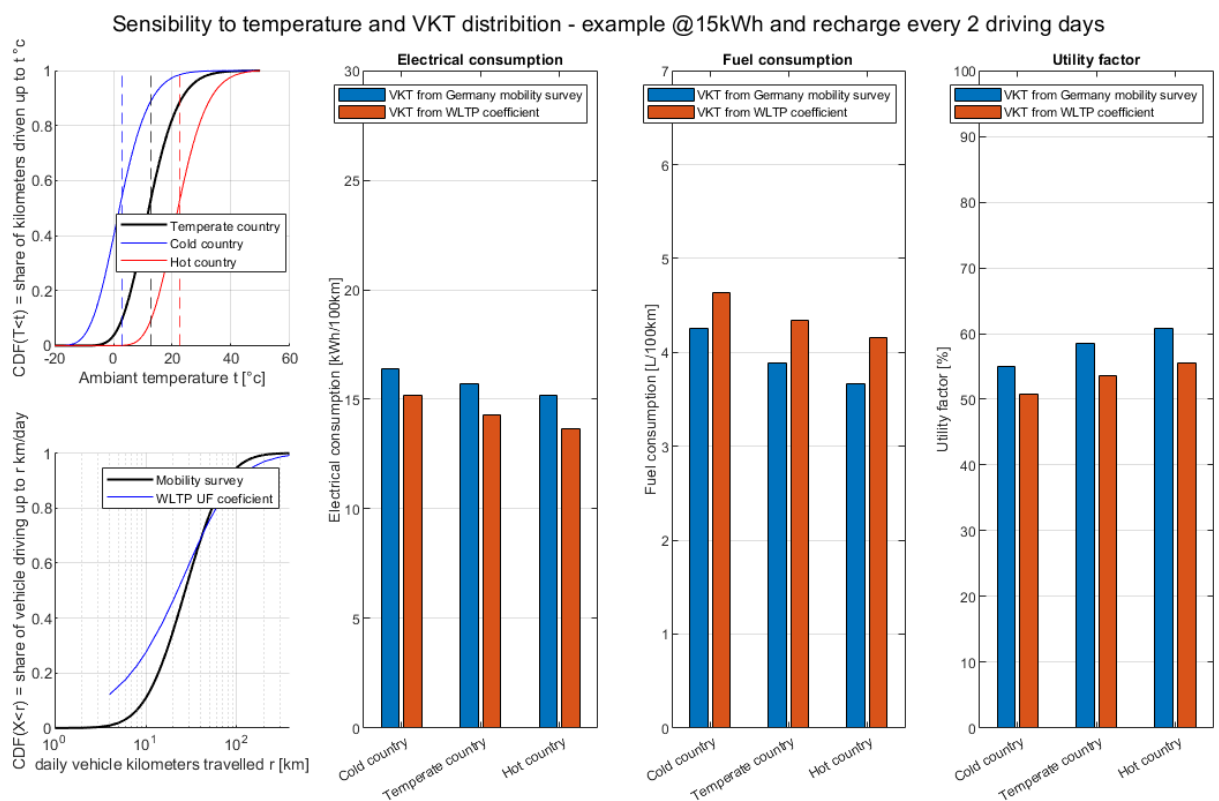 Sensibility to temperature and VKT distribition - example @15kWh and recharge every 2 driving days
CDF(T<t) = share of kilometers driven up to t °c
1
0.8
0.6
0.4
0.2
0
-20
0
20
40
60
Temperate country
Cold country
Hot country
Ambiant temperature t [°c]
CDF(X<r) = share of vehicle driving up to r km/day
1
0.8
0.6
0.4
0.2
0
10^0
10^1
10^2
Mobility survey
WLTP UF coeficient
daily vehicle kilometers travelled r [km]
Electrical consumption
VKT from Germany mobility survey
VKT from WLTP coefficient
Electrical consumption [kWh/100km]
30
25
20
15
10
5
0
Cold country
Temperate country
Hot country
Fuel consumption
VKT from Germany mobility survey
VKT from WLTP coefficient
Fuel consumption [L/100km]
7
6
5
4
3
2
1
0
Cold country
Temperate country
Hot country
Utility factor
VKT from Germany mobility survey
VKT from WLTP coefficient
Utility factor [%]
100
90
80
70
60
50
40
30
20
10
0
Cold country
Temperate country
Hot country